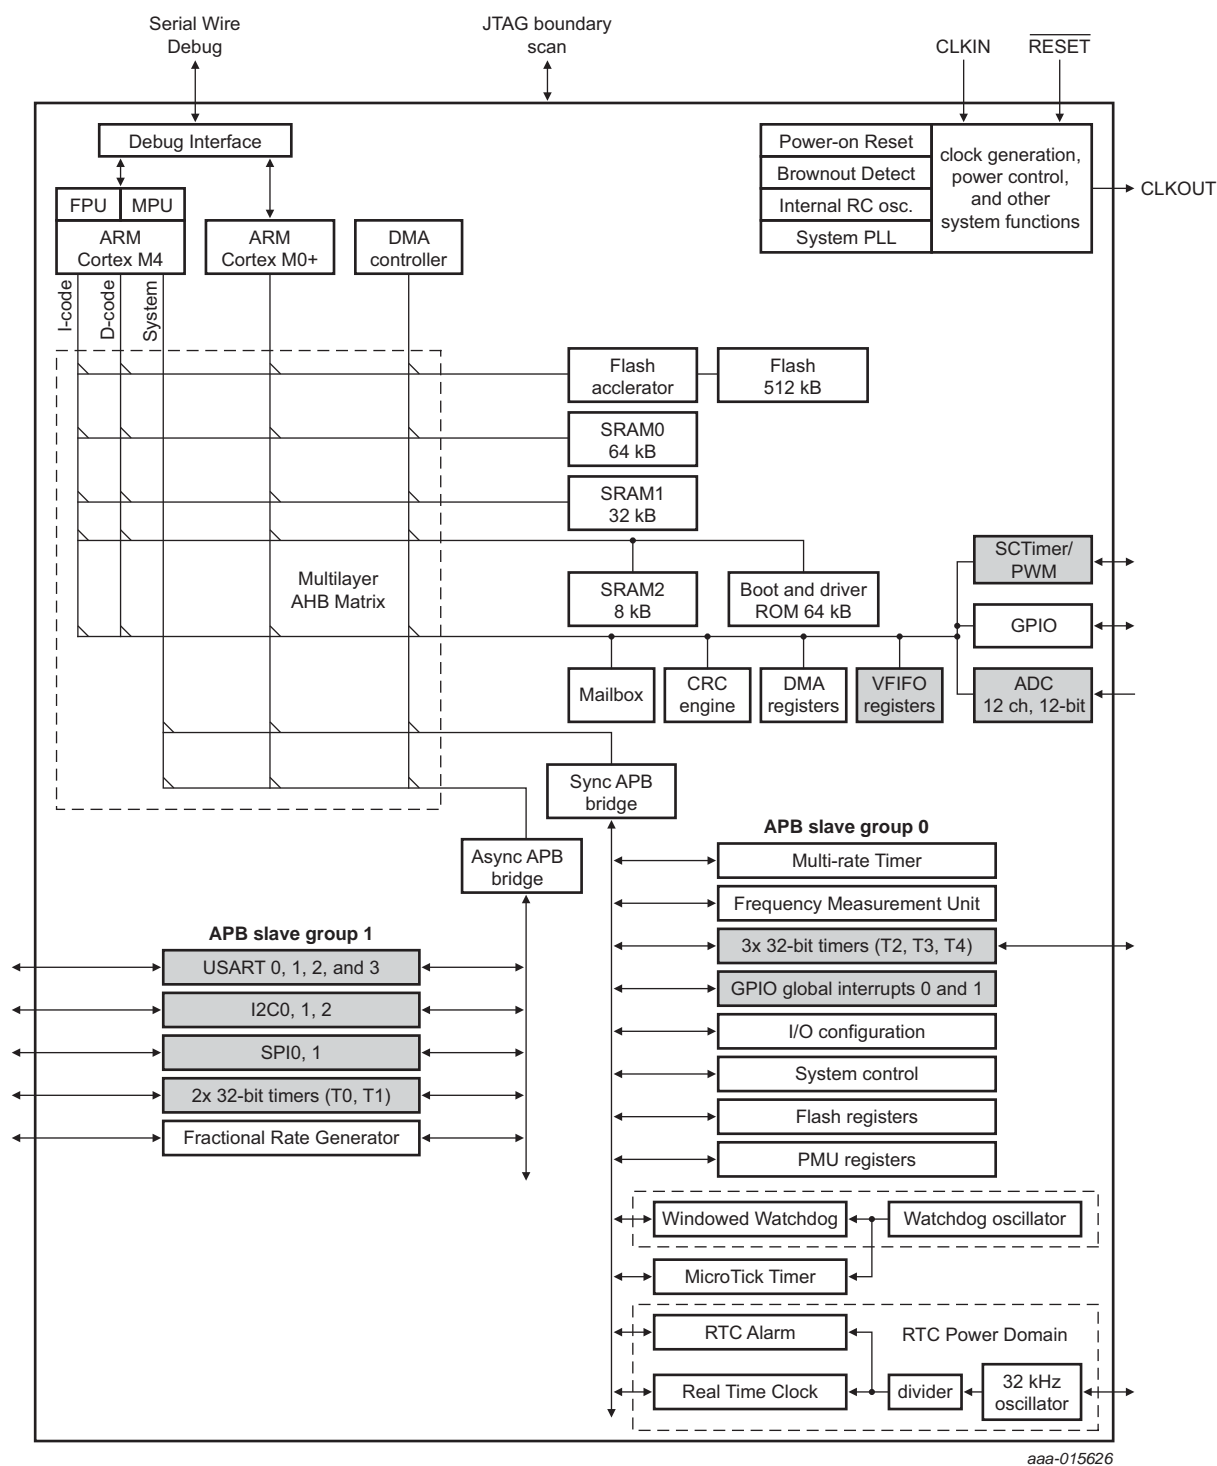 Serial Wire
Debug
JTAG boundary
scan
CLKIN
RESET
Debug Interface
Power-on Reset
Brownout Detect
Internal RC osc.
System PLL
clock generation,
power control,
and other
system functions
CLKOUT
FPU
MPU
ARM
Cortex M4
ARM
Cortex M0+
DMA
controller
I-code
D-code
System
Flash
acclerator
Flash
512 kB
SRAM0
64 kB
SRAM1
32 kB
Multilayer
AHB Matrix
SRAM2
8 kB
Boot and driver
ROM 64 kB
SCTimer/
PWM
GPIO
ADC
12 ch, 12-bit
Mailbox
CRC
engine
DMA
registers
VFIFO
registers
Sync APB
bridge
Async APB
bridge
APB slave group 0
Multi-rate Timer
Frequency Measurement Unit
3x 32-bit timers (T2, T3, T4)
GPIO global interrupts 0 and 1
I/O configuration
System control
Flash registers
PMU registers
APB slave group 1
USART 0, 1, 2, and 3
I2C0, 1, 2
SPI0, 1
2x 32-bit timers (T0, T1)
Fractional Rate Generator
Windowed Watchdog
Watchdog oscillator
MicroTick Timer
RTC Alarm
RTC Power Domain
Real Time Clock
divider
32 kHz
oscillator
aaa-015626